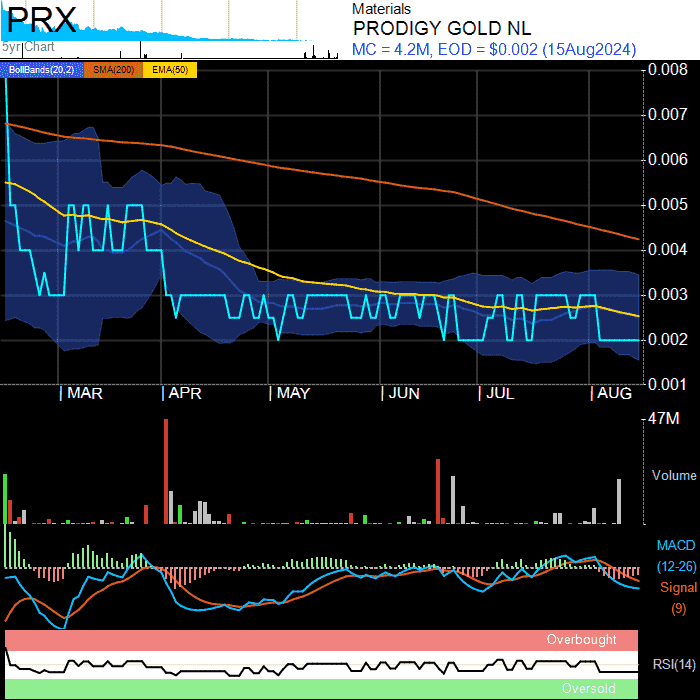 PRX
Materials
PRODIGY GOLD NL
5yr Chart
MC = 4.2M, EOD = $0.002 (15Aug2024)
BollBands(20,2) SMA(200) EMA(50)
0.008
0.007
0.006
0.005
0.004
0.003
0.002
0.001
MAR APR MAY JUN JUL AUG
47M
Volume
MACD
(12-26)
Signal
(9)
Overbought
RSI(14)
Oversold